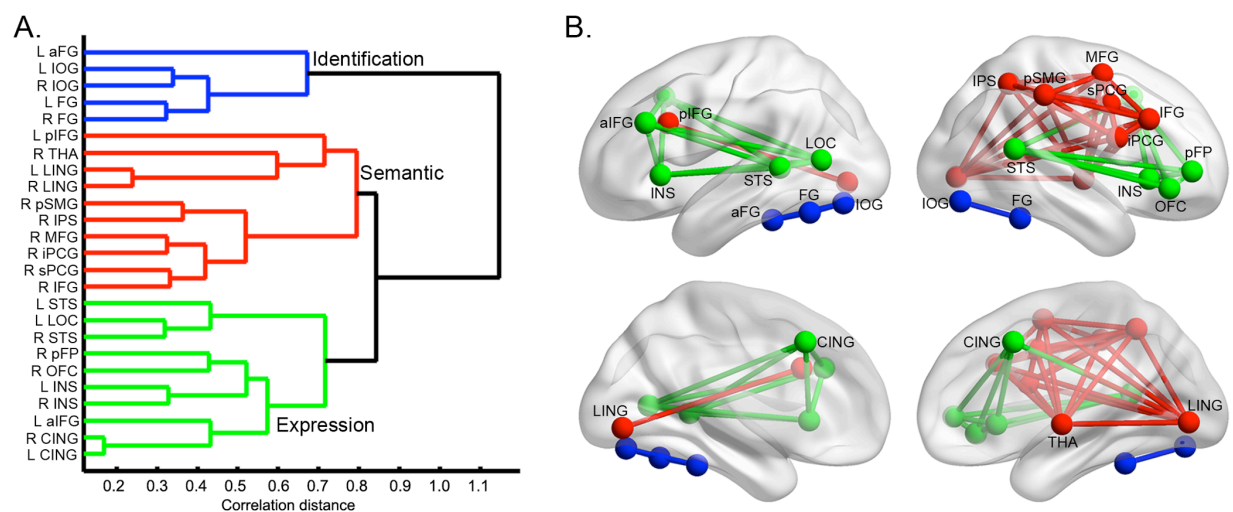 A.
L aFG
L IOG
R IOG
L FG
R FG
L pIFG
R THA
L LING
R LING
R pSMG
R IPS
R MFG
R iPCG
R sPCG
R IFG
L STS
L LOC
R STS
R pFP
R OFC
L INS
R INS
L aIFG
R CING
L CING
Identification
Semantic
Expression
0.2 0.3 0.4 0.5 0.6 0.7 0.8 0.9 1.0 1.1
Correlation distance
B.
aIFG pIFG
LOC
INS STS
aFG FG IOG
MFG
IPS pSMG
sPCG
IFG
iPCG
STS pFP
INS
OFC
IOG FG
CING
LING
CING
LING
THA